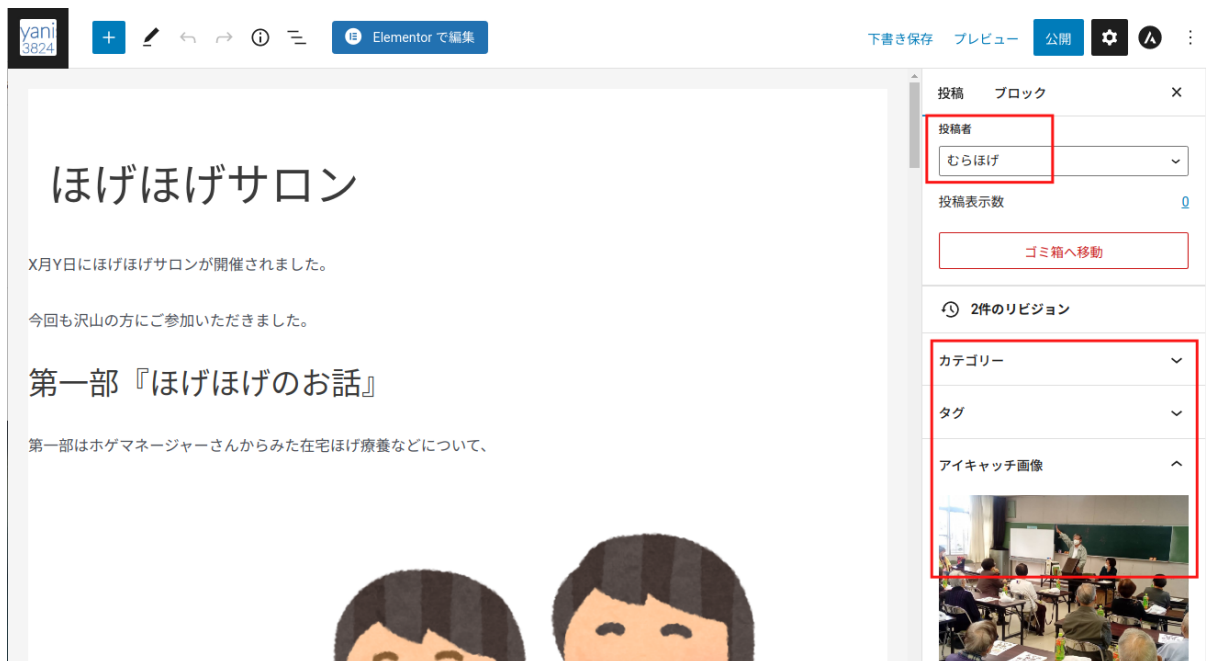 yani
3824
Elementor で編集
下書き保存
プレビュー
公開
投稿
ブロック
投稿者
むらほげ
投稿表示数
0
ゴミ箱へ移動
2件のリビジョン
カテゴリー
タグ
アイキャッチ画像
ほげほげサロン
X月Y日にほげほげサロンが開催されました。
今回も沢山の方にご参加いただきました。
第一部『ほげほげのお話』
第一部はホゲマネージャーさんからみた在宅ほげ療養などについて、